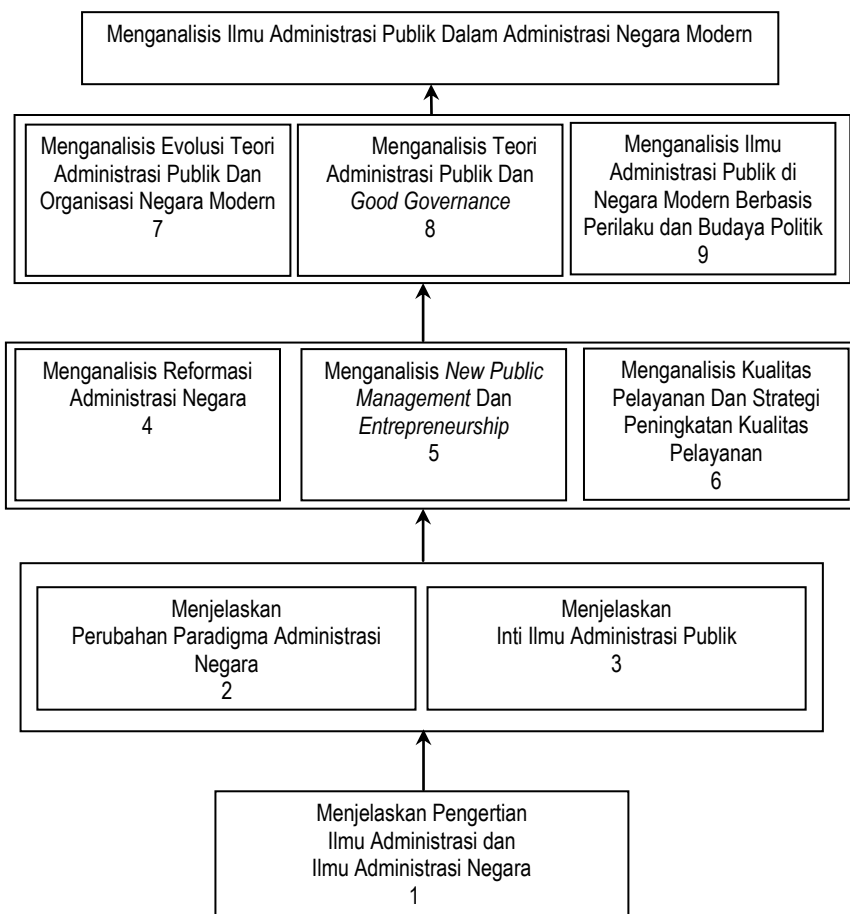 Menganalisis Ilmu Administrasi Publik Dalam Administrasi Negara Modern
Menganalisis Evolusi Teori
Administrasi Publik Dan
Organisasi Negara Modern
7
Menganalisis Teori
Administrasi Publik Dan
Good Governance
8
Menganalisis Ilmu
Administrasi Publik di
Negara Modern Berbasis
Perilaku dan Budaya Politik
9
Menganalisis Reformasi
Administrasi Negara
4
Menganalisis New Public
Management Dan
Entrepreneurship
5
Menganalisis Kualitas
Pelayanan Dan Strategi
Peningkatan Kualitas
Pelayanan
6
Menjelaskan
Perubahan Paradigma Administrasi
Negara
2
Menjelaskan
Inti Ilmu Administrasi Publik
3
Menjelaskan Pengertian
Ilmu Administrasi dan
Ilmu Administrasi Negara
1